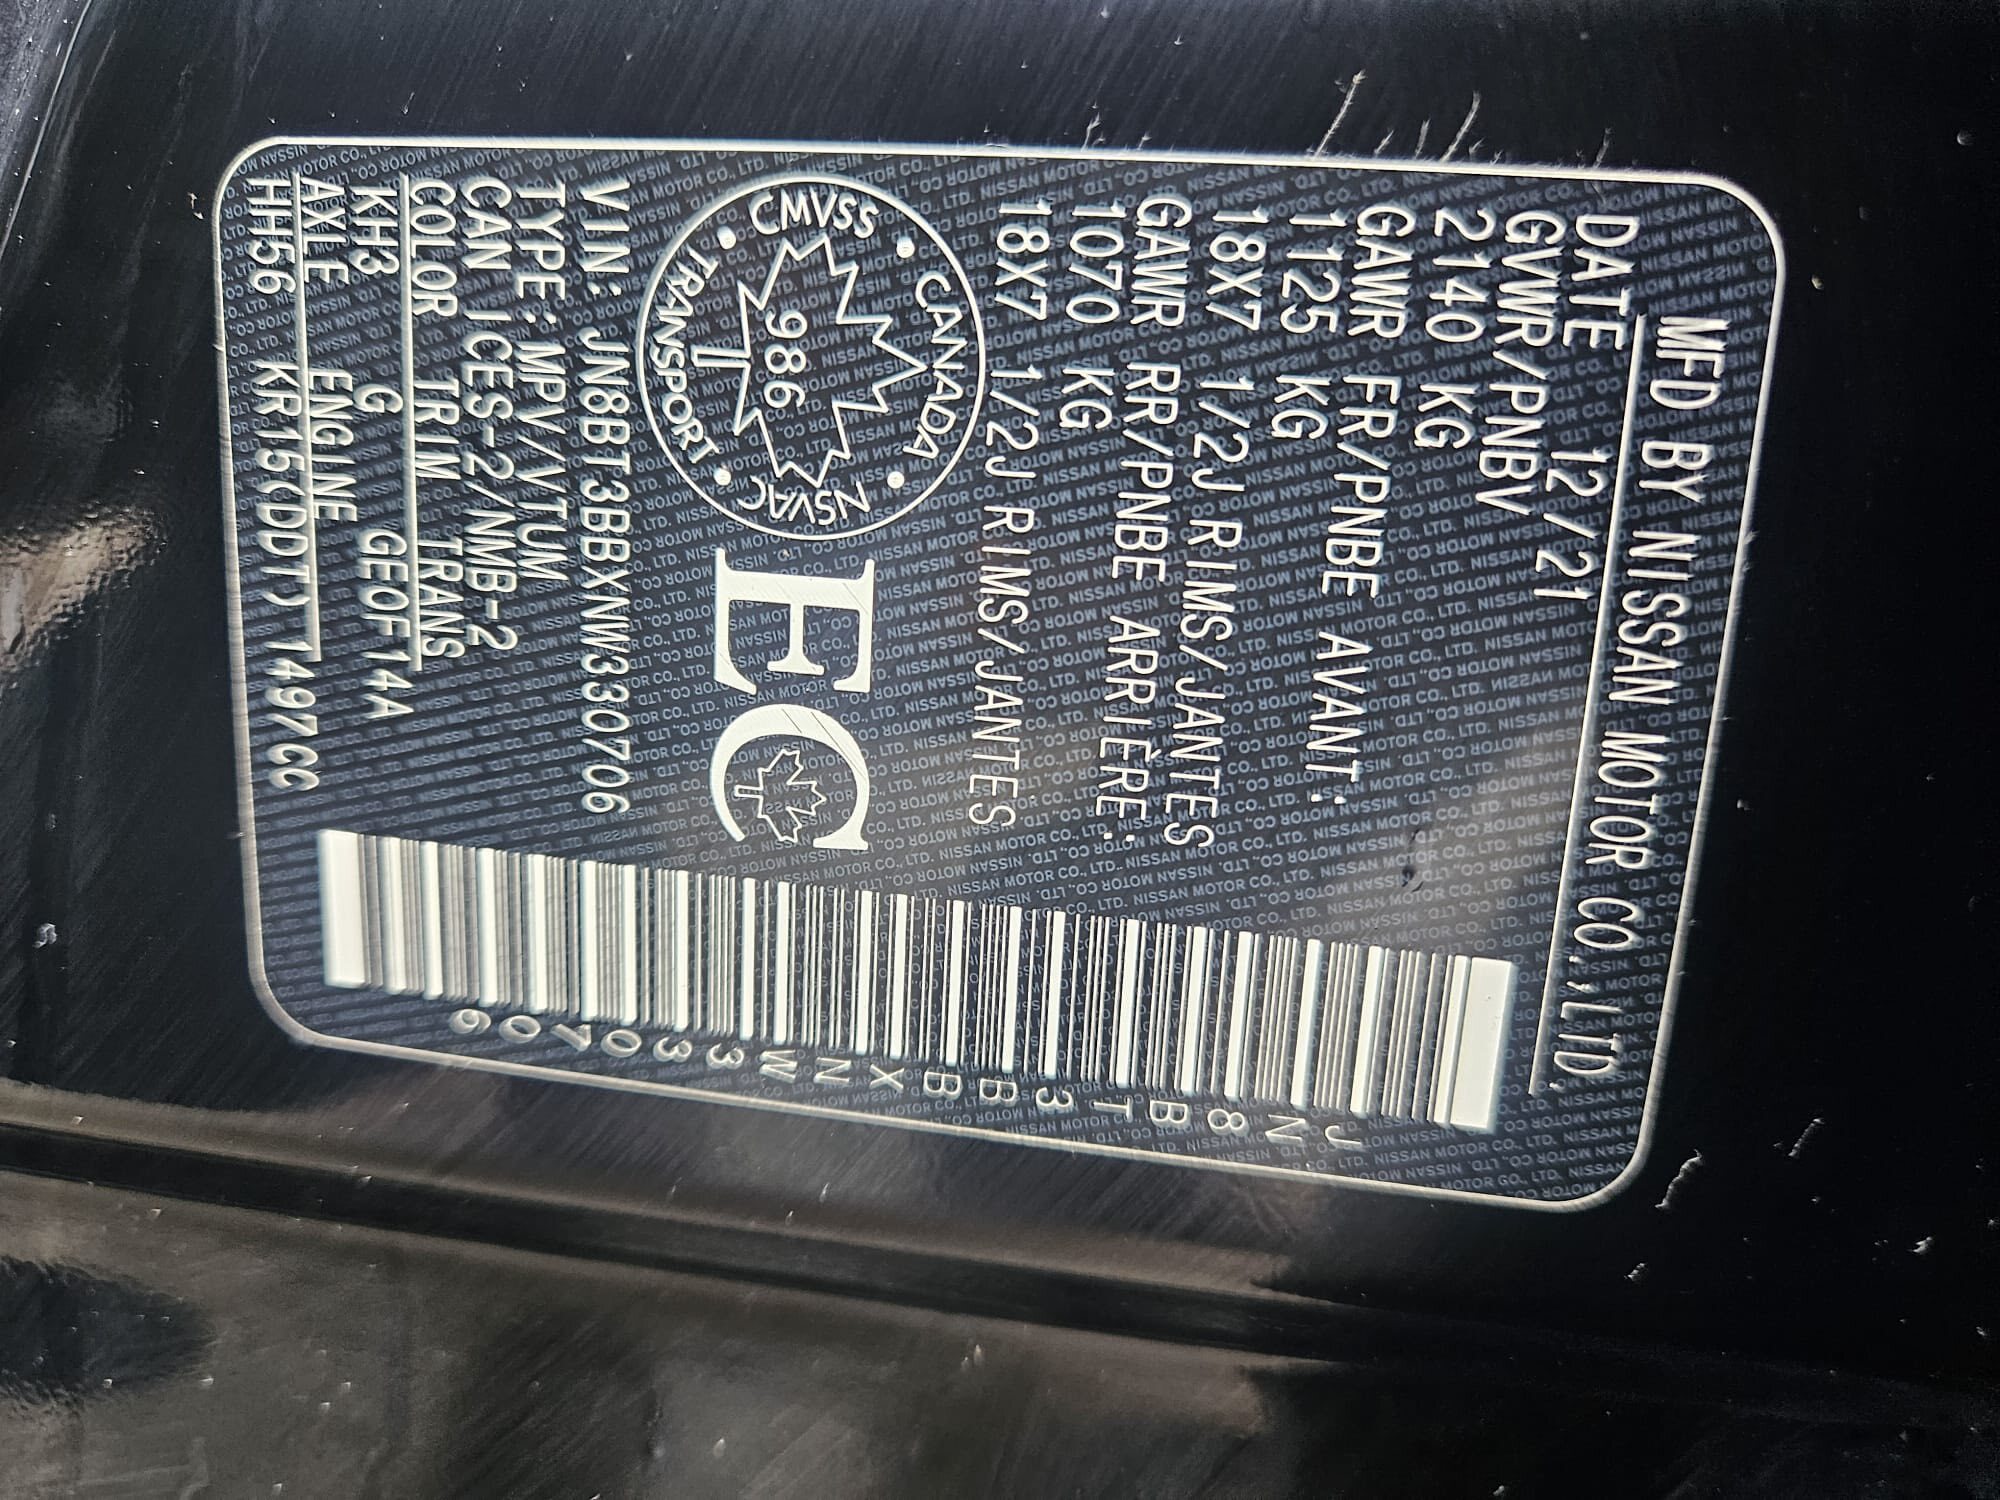 MFD BY NISSAN MOTOR CO.,LTD.
DATE 12/21
GVWR/PNBV
2140 KG
GAWR FR/PNBE AVANT:
1125 KG
18X7 1/2J RIMS/JANTES
GAWR RR/PNBE ARRIÈRE:
1070 KG
18X7 1/2J RIMS/JANTES
CANADA
CMVSS
NSVAC
TRANSPORT
986
EC
VIN: JN8BT3BBXNW330706
TYPE: MPV/VTUM
CAN ICES-2/NMB-2
COLOR TRIM TRANS
KH3 G GE0F14A
AXLE ENGINE
HH56 KR15(DDT) 1497CC
JN8BT3BBXNW330706